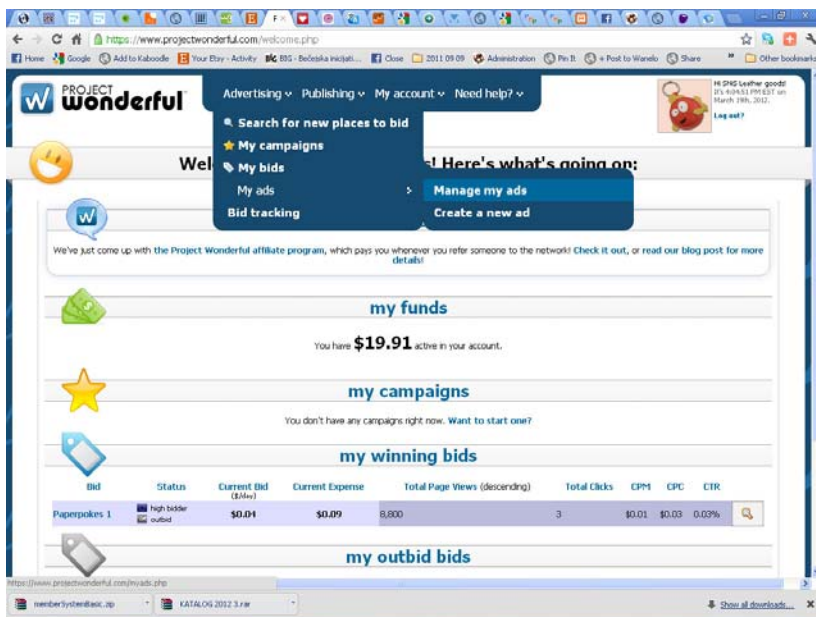 https://www.projectwonderful.com/welcome.php
Home Google Add to Kaboodle Your Etsy - Activity Close 2011 09 09 Administration Pin It + Post to Wanelo Share » Other bookmarks
PROJECT
wonderful
Advertising Publishing My account Need help?
Hi SNG Leather goods!
March 19th, 2012.
Log out?
Search for new places to bid
My campaigns
My bids
My ads
Manage my ads
Bid tracking
Create a new ad
Wel ! Here's what's going on:
We've just come up with the Project Wonderful affiliate program, which pays you whenever you refer someone to the network! Check it out, or read our blog post for more
details!
my funds
You have $19.91 active in your account.
my campaigns
You don't have any campaigns right now. Want to start one?
my winning bids
Bid Status Current Bid Current Expense Total Page Views (descending) Total Clicks CPM CPC CTR
($/day)
Paperpokes 1 high bidder $0.04 $0.09 8,800 3 $0.01 $0.03 0.03%
outbid
my outbid bids
https://www.projectwonderful.com/myads.php
memberSystemBasic.zip KATALOG 2012 3.rar Show all downloads...